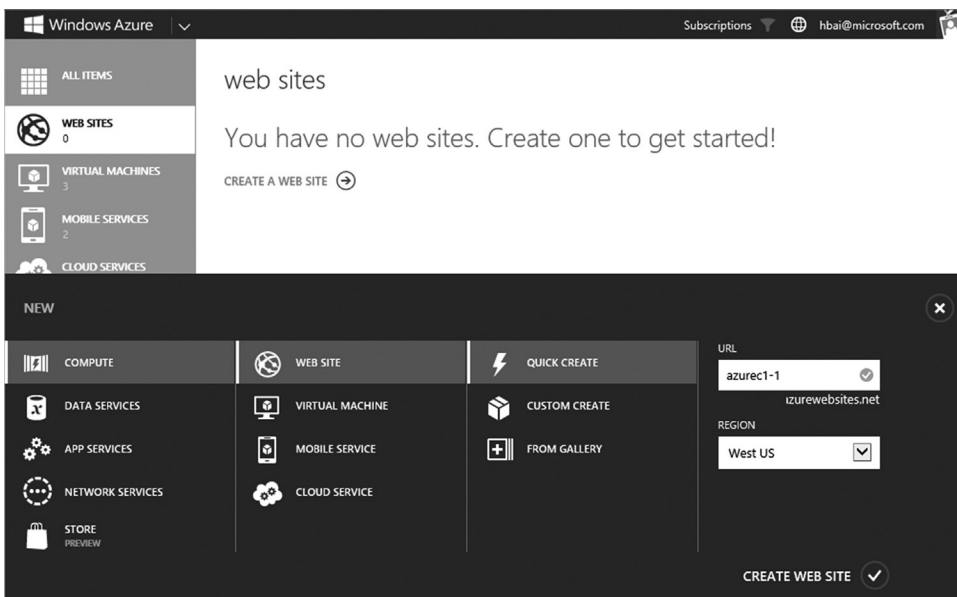 Windows Azure
Subscriptions hbai@microsoft.com
ALL ITEMS
WEB SITES
0
VIRTUAL MACHINES
3
MOBILE SERVICES
2
CLOUD SERVICES
web sites
You have no web sites. Create one to get started!
CREATE A WEB SITE
NEW
COMPUTE
DATA SERVICES
APP SERVICES
NETWORK SERVICES
STORE
PREVIEW
WEB SITE
VIRTUAL MACHINE
MOBILE SERVICE
CLOUD SERVICE
QUICK CREATE
CUSTOM CREATE
FROM GALLERY
URL
azurec1-1
zurewebsites.net
REGION
West US
CREATE WEB SITE